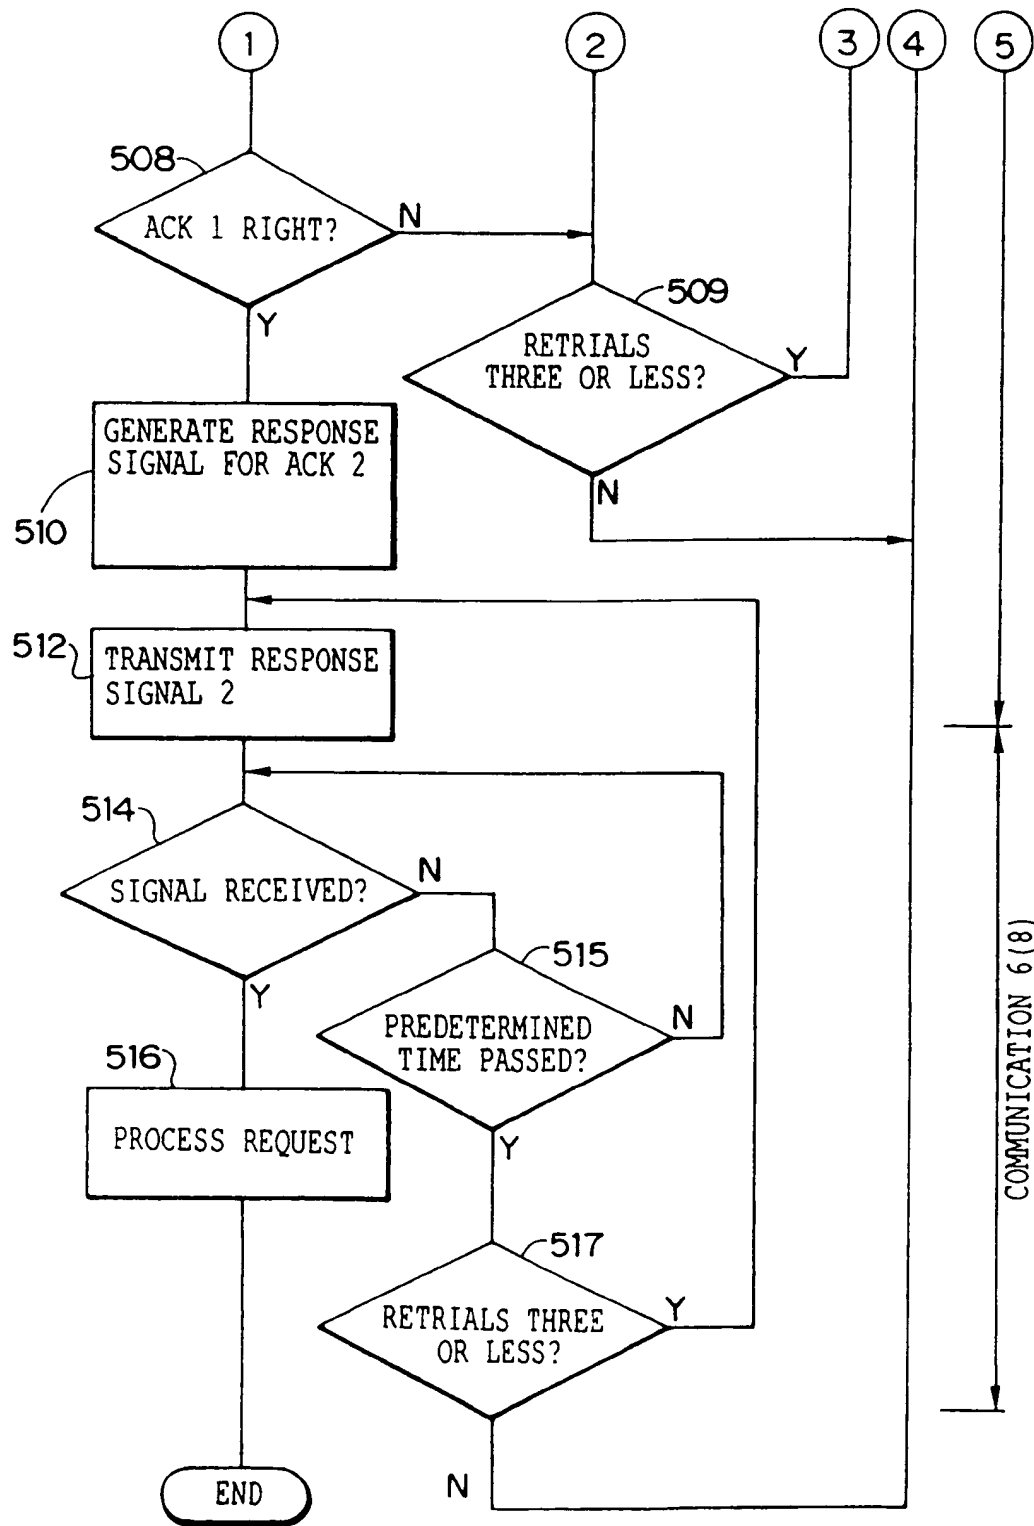 1
2
3
4
5
508
ACK 1 RIGHT?
N
Y
509
RETRIALS
THREE OR LESS?
Y
N
GENERATE RESPONSE
SIGNAL FOR ACK 2
510
512
TRANSMIT RESPONSE
SIGNAL 2
514
SIGNAL RECEIVED?
N
Y
515
PREDETERMINED
TIME PASSED?
N
Y
516
PROCESS REQUEST
517
RETRIALS THREE
OR LESS?
Y
N
END
COMMUNICATION 6(8)